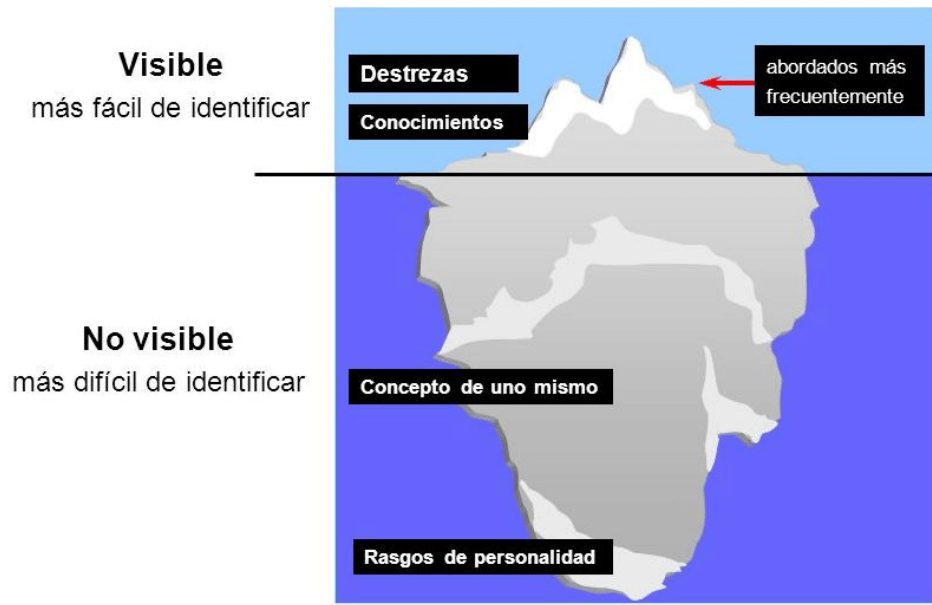 Visible
más fácil de identificar
Destrezas
Conocimientos
abordados más
frecuentemente
No visible
más difícil de identificar
Concepto de uno mismo
Rasgos de personalidad